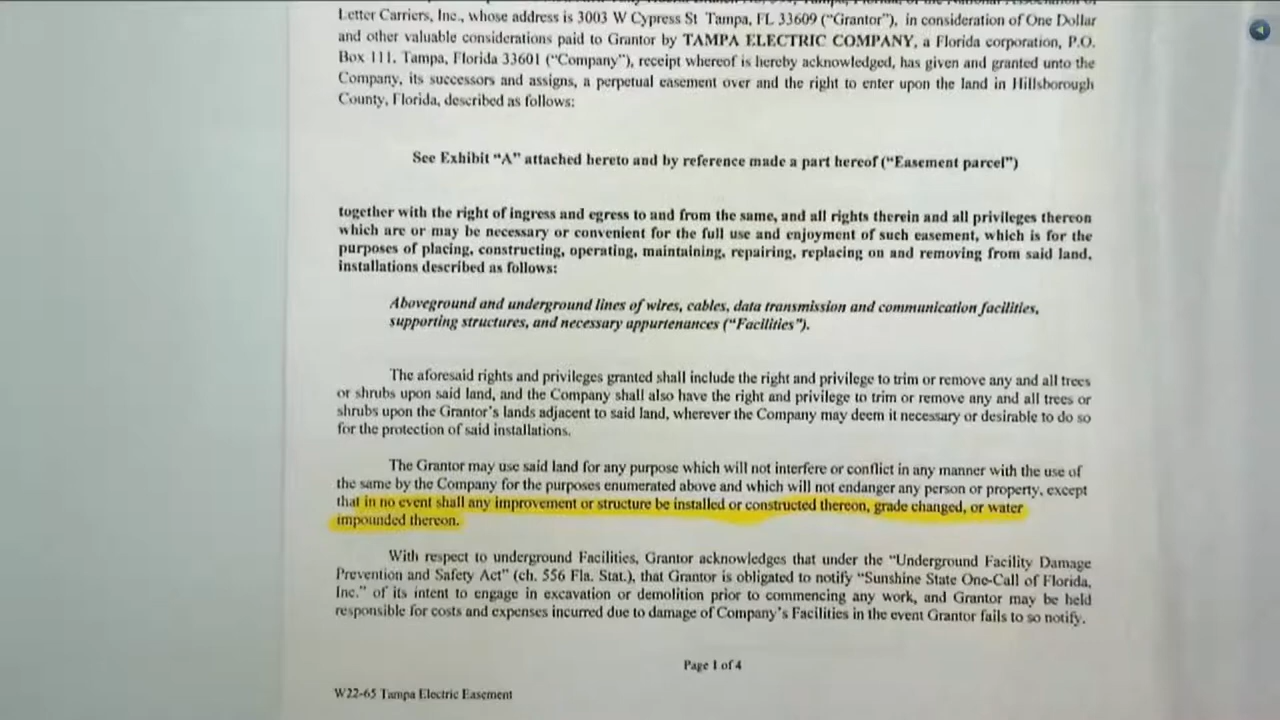 Letter Carriers, Inc., whose address is 3003 W Cypress St Tampa, FL 33609 (“Grantor”), in consideration of One Dollar
and other valuable considerations paid to Grantor by TAMPA ELECTRIC COMPANY, a Florida corporation, P.O.
Box 111, Tampa, Florida 33601 (“Company”), receipt whereof is hereby acknowledged, has given and granted unto the
Company, its successors and assigns, a perpetual easement over and the right to enter upon the land in Hillsborough
County, Florida, described as follows:
See Exhibit “A” attached hereto and by reference made a part hereof (“Easement parcel”)
together with the right of ingress and egress to and from the same, and all rights therein and all privileges thereon
which are or may be necessary or convenient for the full use and enjoyment of such easement, which is for the
purposes of placing, constructing, operating, maintaining, repairing, replacing on and removing from said land,
installations described as follows:
Aboveground and underground lines of wires, cables, data transmission and communication facilities,
supporting structures, and necessary appurtenances (“Facilities”).
The aforesaid rights and privileges granted shall include the right and privilege to trim or remove any and all trees
or shrubs upon said land, and the Company shall also have the right and privilege to trim or remove any and all trees or
shrubs upon the Grantor’s lands adjacent to said land, wherever the Company may deem it necessary or desirable to do so
for the protection of said installations.
The Grantor may use said land for any purpose which will not interfere or conflict in any manner with the use of
the same by the Company for the purposes enumerated above and which will not endanger any person or property, except
that in no event shall any improvement or structure be installed or constructed thereon, grade changed, or water
impounded thereon.
With respect to underground Facilities, Grantor acknowledges that under the “Underground Facility Damage
Prevention and Safety Act” (ch. 556 Fla. Stat.), that Grantor is obligated to notify “Sunshine State One-Call of Florida,
Inc.” of its intent to engage in excavation or demolition prior to commencing any work, and Grantor may be held
responsible for costs and expenses incurred due to damage of Company’s Facilities in the event Grantor fails to so notify.
Page 1 of 4
W22-65 Tampa Electric Easement